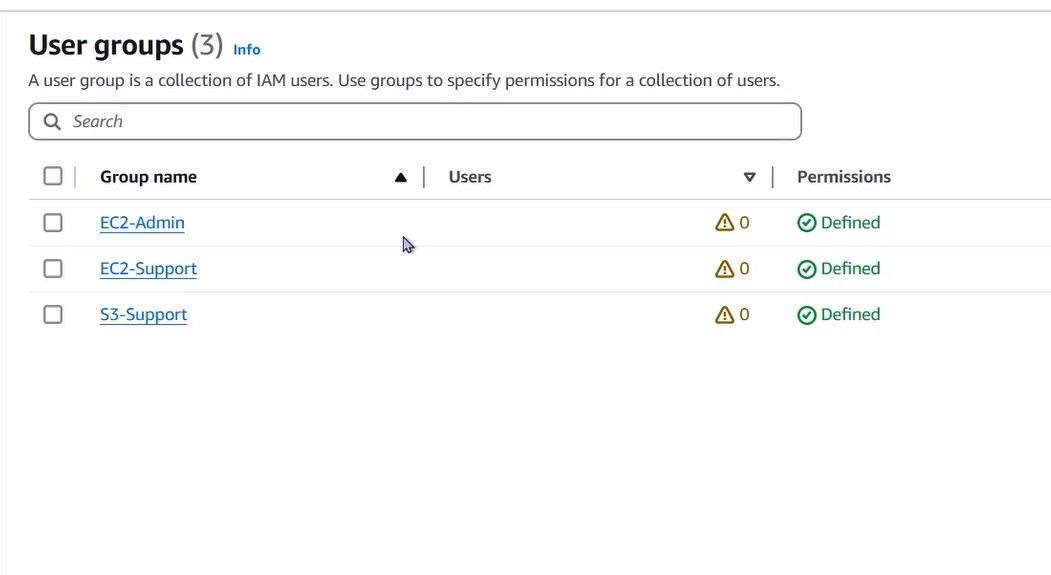 User groups (3) Info
A user group is a collection of IAM users. Use groups to specify permissions for a collection of users.
Search
Group name Users Permissions
EC2-Admin 0 Defined
EC2-Support 0 Defined
S3-Support 0 Defined